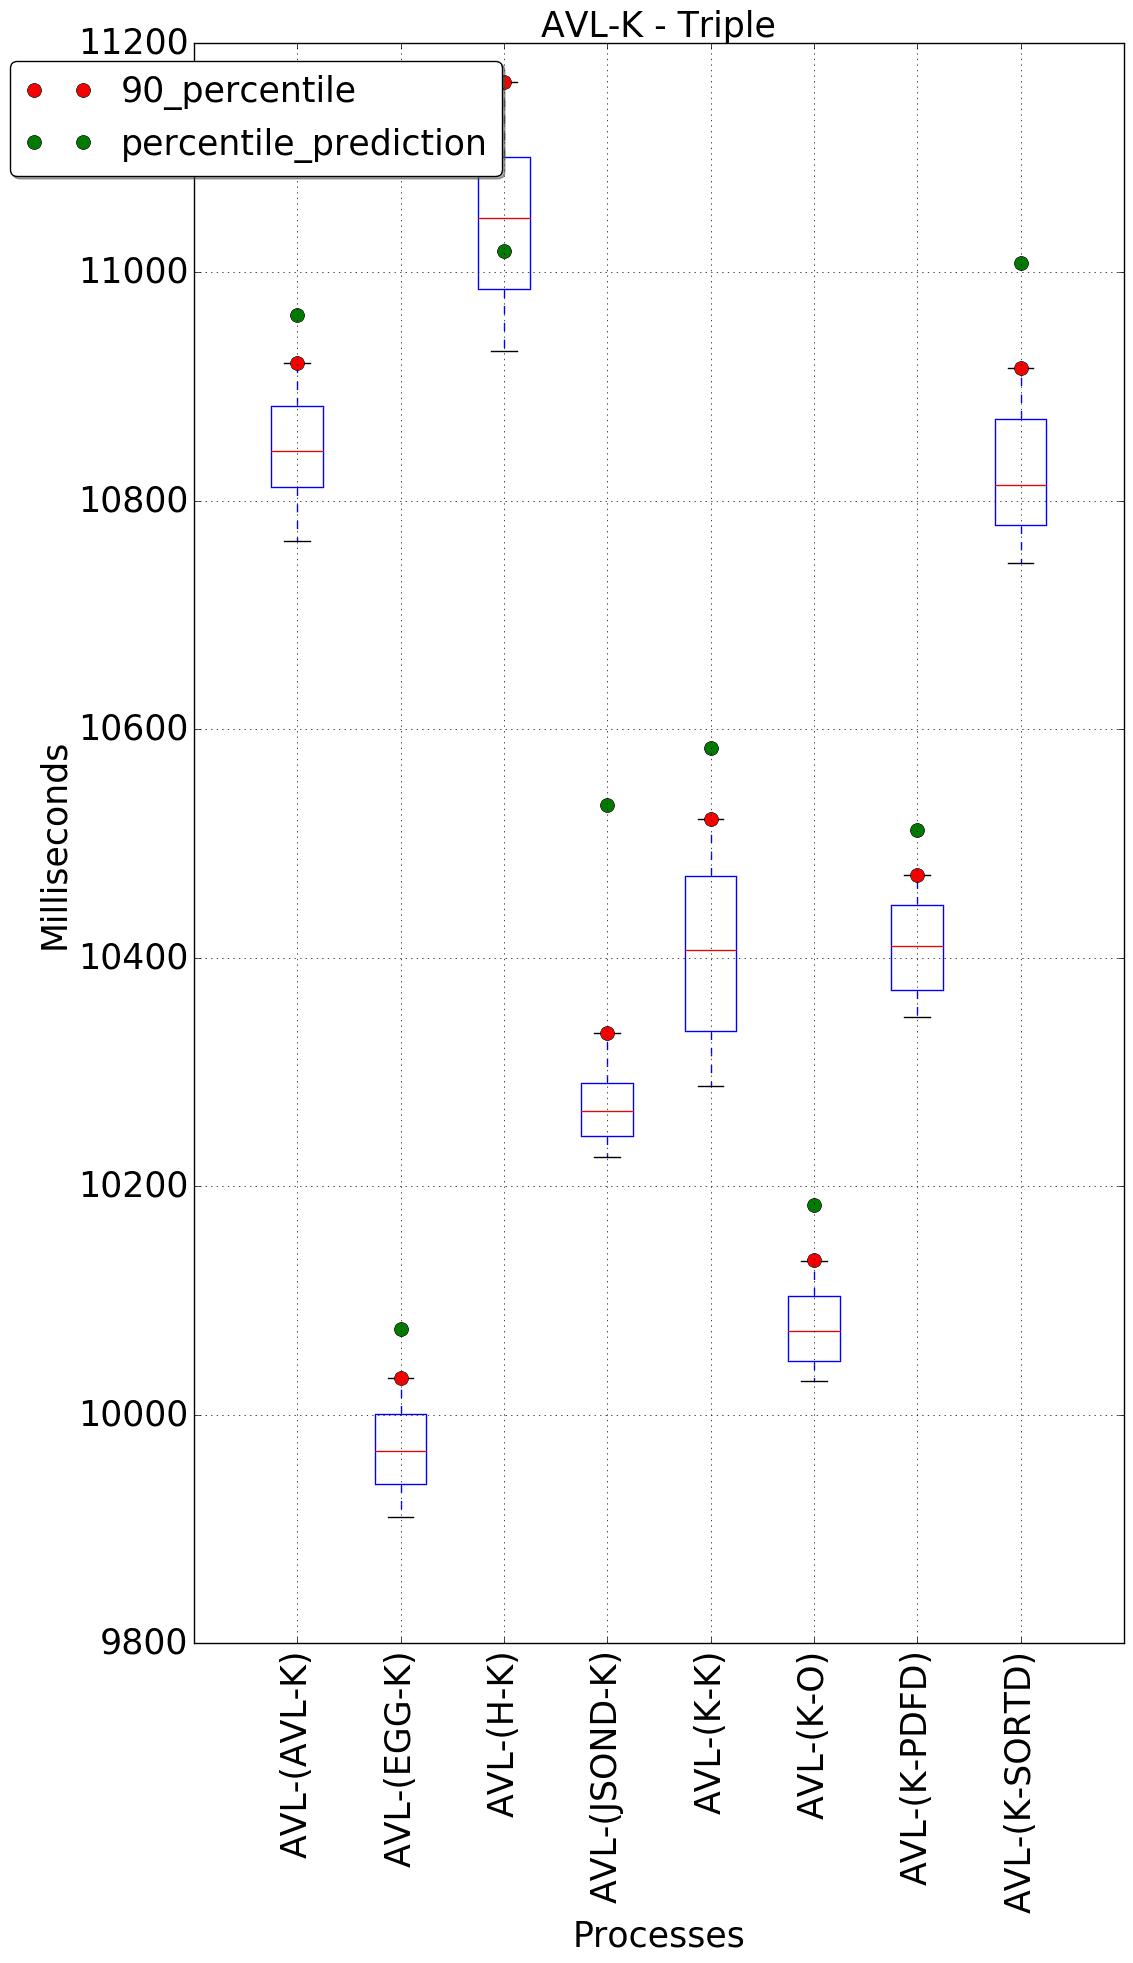 AVL-K - Triple
11200
90_percentile
percentile_prediction
11000
10800
10600
10400
10200
10000
9800
Milliseconds
AVL-(AVL-K)
AVL-(EGG-K)
AVL-(H-K)
AVL-(JSOND-K)
AVL-(K-K)
AVL-(K-O)
AVL-(K-PDFD)
AVL-(K-SORTD)
Processes